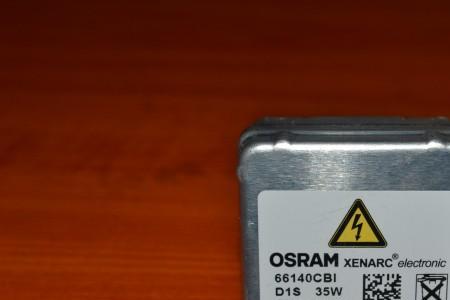 OSRAM XENARC® electronic
66140CBI
D1S 35W